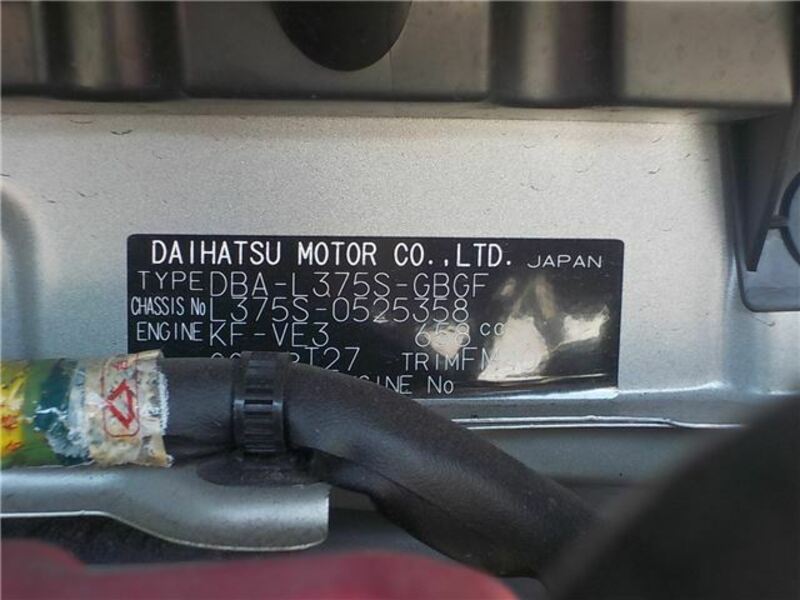 DAIHATSU MOTOR CO.,LTD. JAPAN
TYPE DBA-L375S-GBGF
CHASSIS No L375S-0525358
ENGINE KF-VE3 658 cc
T27 TRIM FM
No